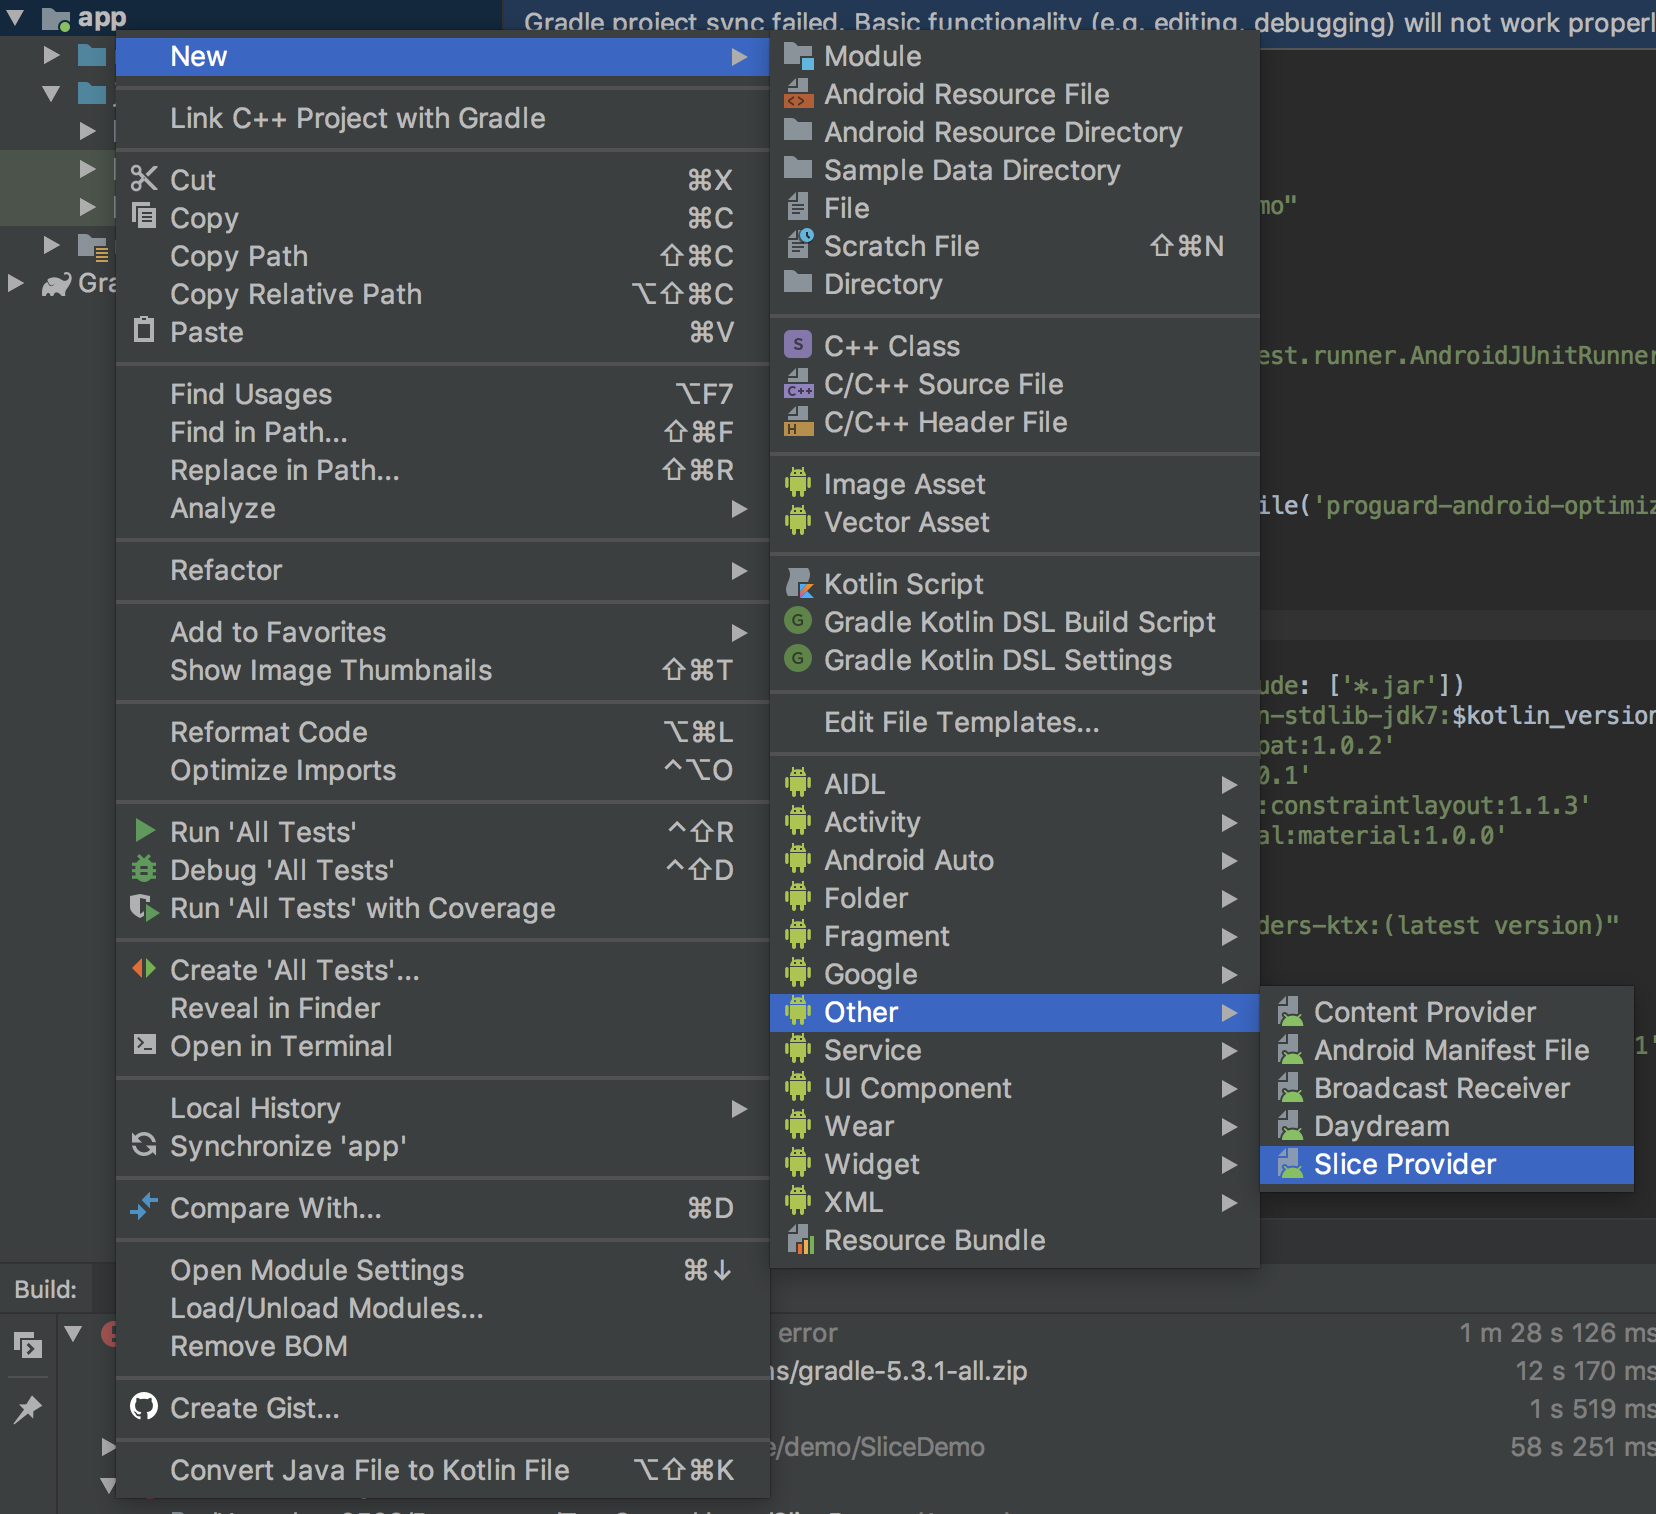 app
Gradle project sync failed. Basic functionality (e.g. editing, debugging) will not work
New
Link C++ Project with Gradle
Cut ⌘X
Copy ⌘C
Copy Path ⇧⌘C
Copy Relative Path ⌥⇧⌘C
Paste ⌘V
Find Usages ⌥F7
Find in Path... ⇧⌘F
Replace in Path... ⇧⌘R
Analyze
Refactor
Add to Favorites
Show Image Thumbnails ⇧⌘T
Reformat Code ⌥⌘L
Optimize Imports ^⌥O
Run 'All Tests' ^⇧R
Debug 'All Tests' ^⇧D
Run 'All Tests' with Coverage
Create 'All Tests'...
Reveal in Finder
Open in Terminal
Local History
Synchronize 'app'
Compare With... ⌘D
Open Module Settings ⌘↓
Load/Unload Modules...
Remove BOM
Create Gist...
Convert Java File to Kotlin File ⌥⇧⌘K
Module
Android Resource File
Android Resource Directory
Sample Data Directory
File
Scratch File ⇧⌘N
Directory
C++ Class
C/C++ Source File
C/C++ Header File
Image Asset
Vector Asset
Kotlin Script
Gradle Kotlin DSL Build Script
Gradle Kotlin DSL Settings
Edit File Templates...
AIDL
Activity
Android Auto
Folder
Fragment
Google
Other
Service
UI Component
Wear
Widget
XML
Resource Bundle
Content Provider
Android Manifest File
Broadcast Receiver
Daydream
Slice Provider
mo"
est.runner.AndroidJUnitRunner
ile('proguard-android-optimiz
ude: ['*.jar'])
n-stdlib-jdk7:$kotlin_version
pat:1.0.2'
0.1'
:constraintlayout:1.1.3'
al:material:1.0.0'
ders-ktx:(latest version)"
1'
Build:
error 1 m 28 s 126 ms
ns/gradle-5.3.1-all.zip 12 s 170 ms
1 s 519 ms
e/demo/SliceDemo 58 s 251 ms